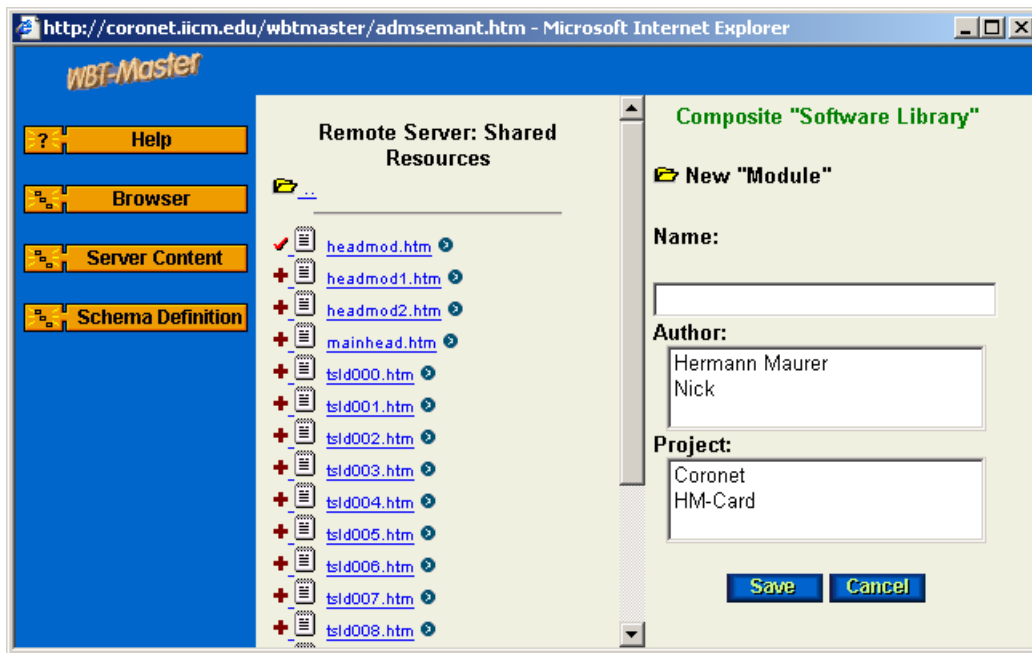 http://coronet.iicm.edu/wbtmaster/admsemant.htm - Microsoft Internet Explorer
WBT-Master
? Help
Browser
Server Content
Schema Definition
Remote Server: Shared
Resources
..
headmod.htm
headmod1.htm
headmod2.htm
mainhead.htm
tsld000.htm
tsld001.htm
tsld002.htm
tsld003.htm
tsld004.htm
tsld005.htm
tsld006.htm
tsld007.htm
tsld008.htm
Composite "Software Library"
New "Module"
Name:
Author:
Hermann Maurer
Nick
Project:
Coronet
HM-Card
Save Cancel